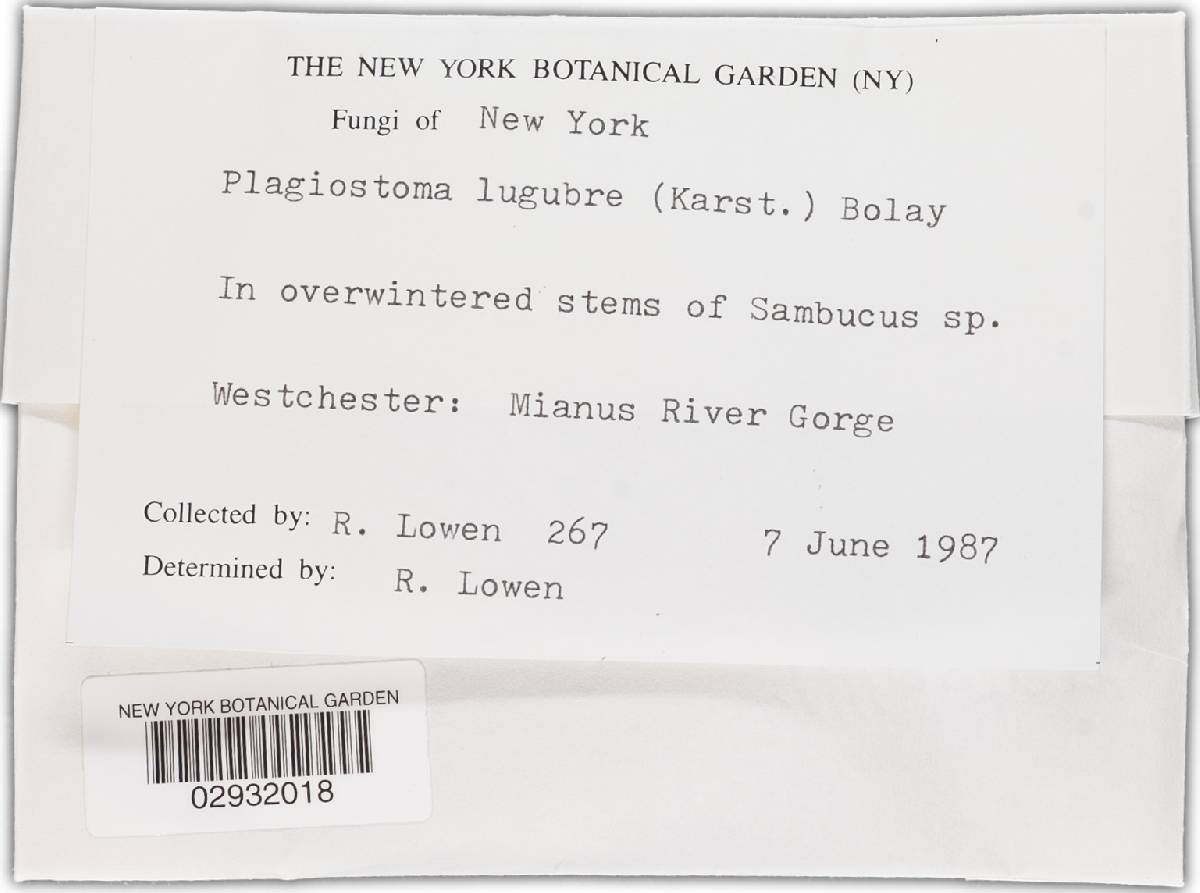 THE NEW YORK BOTANICAL GARDEN (NY)
Fungi of New York
Plagiostoma lugubre (Karst.) Bolay
In overwintered stems of Sambucus sp.
Westchester: Mianus River Gorge
Collected by: R. Lowen 267 7 June 1987
Determined by: R. Lowen
NEW YORK BOTANICAL GARDEN
02932018